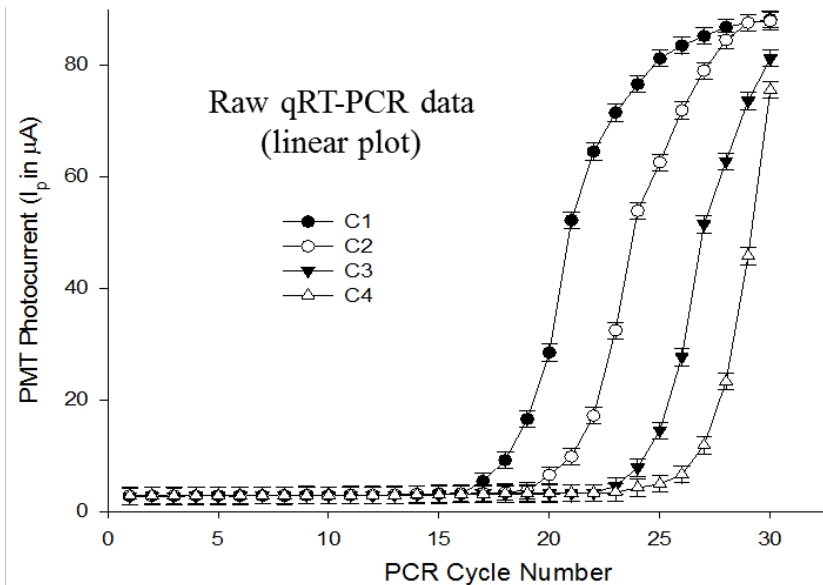 Raw qRT-PCR data
(linear plot)
C1
C2
C3
C4
PMT Photocurrent (Iₚ in μA)
80
60
40
20
0
0 5 10 15 20 25 30
PCR Cycle Number